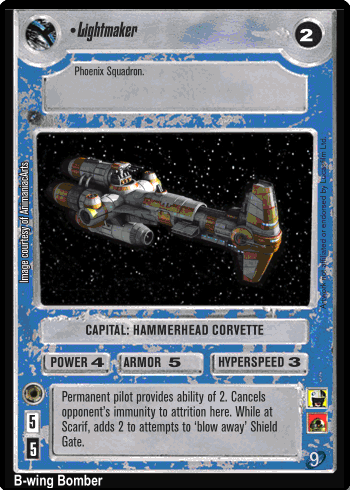 • Lightmaker
2
Phoenix Squadron.
Image courtesy of AnimaniacArts
CAPITAL: HAMMERHEAD CORVETTE
POWER 4
ARMOR 5
HYPERSPEED 3
Permanent pilot provides ability of 2. Cancels
opponent's immunity to attrition here. While at
Scarif, adds 2 to attempts to 'blow away' Shield
Gate.
5
5
9
B-wing Bomber